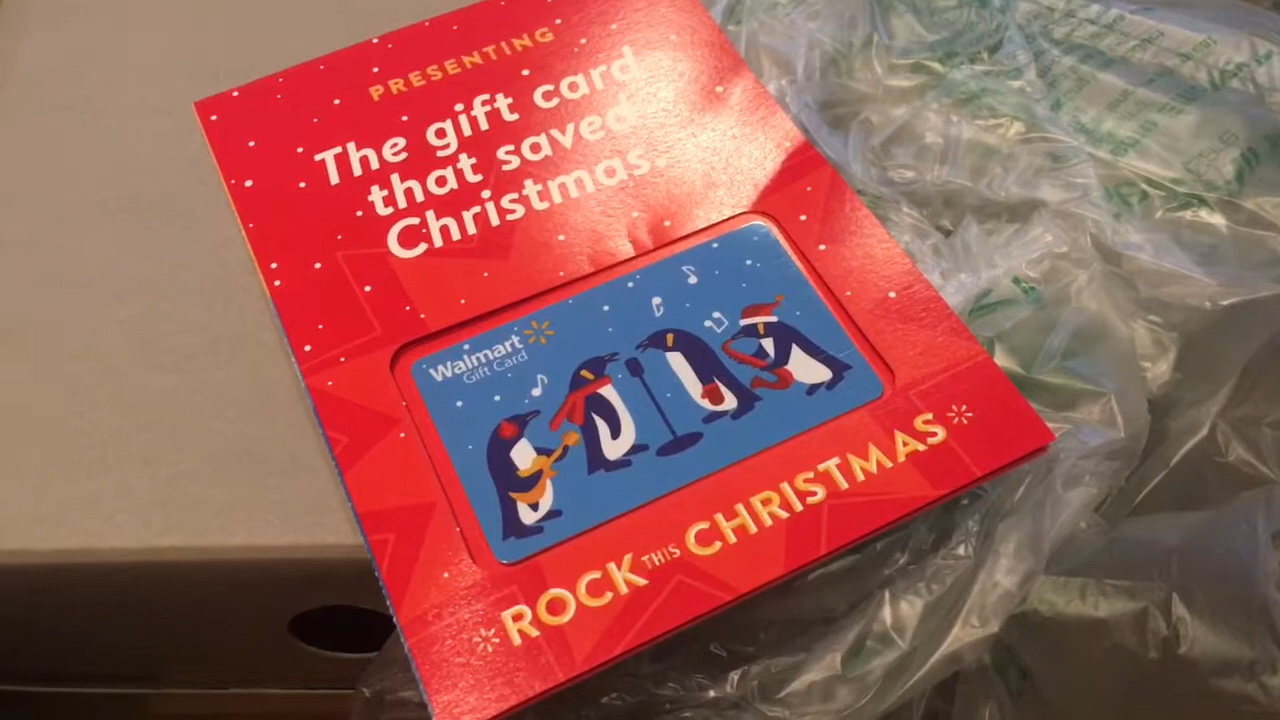 PRESENTING
The gift card
that saved
Christmas.
Walmart
Gift Card
ROCK THIS CHRISTMAS